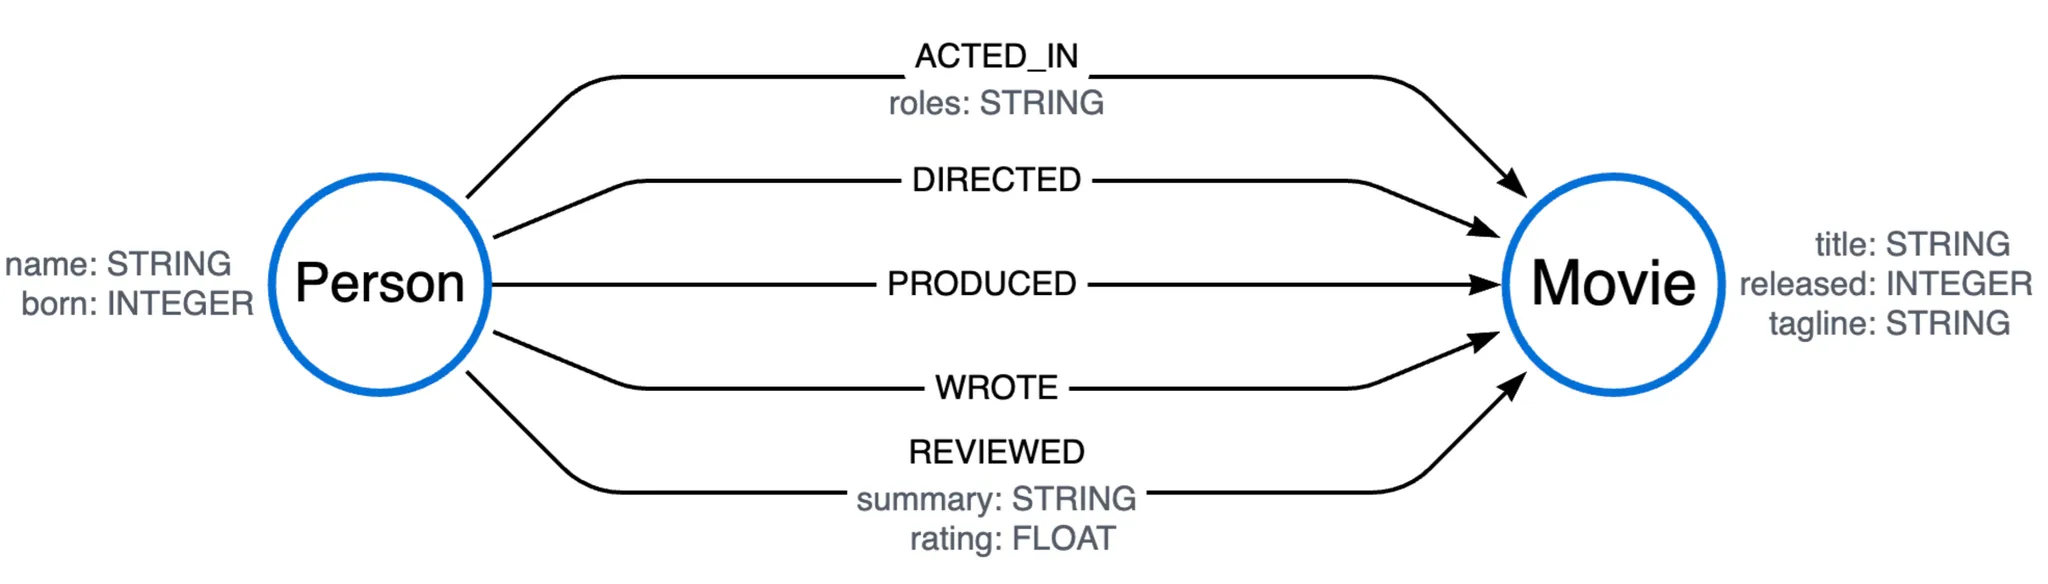 ACTED_IN
roles: STRING
DIRECTED
name: STRING
born: INTEGER
Person
PRODUCED
Movie
title: STRING
released: INTEGER
tagline: STRING
WROTE
REVIEWED
summary: STRING
rating: FLOAT